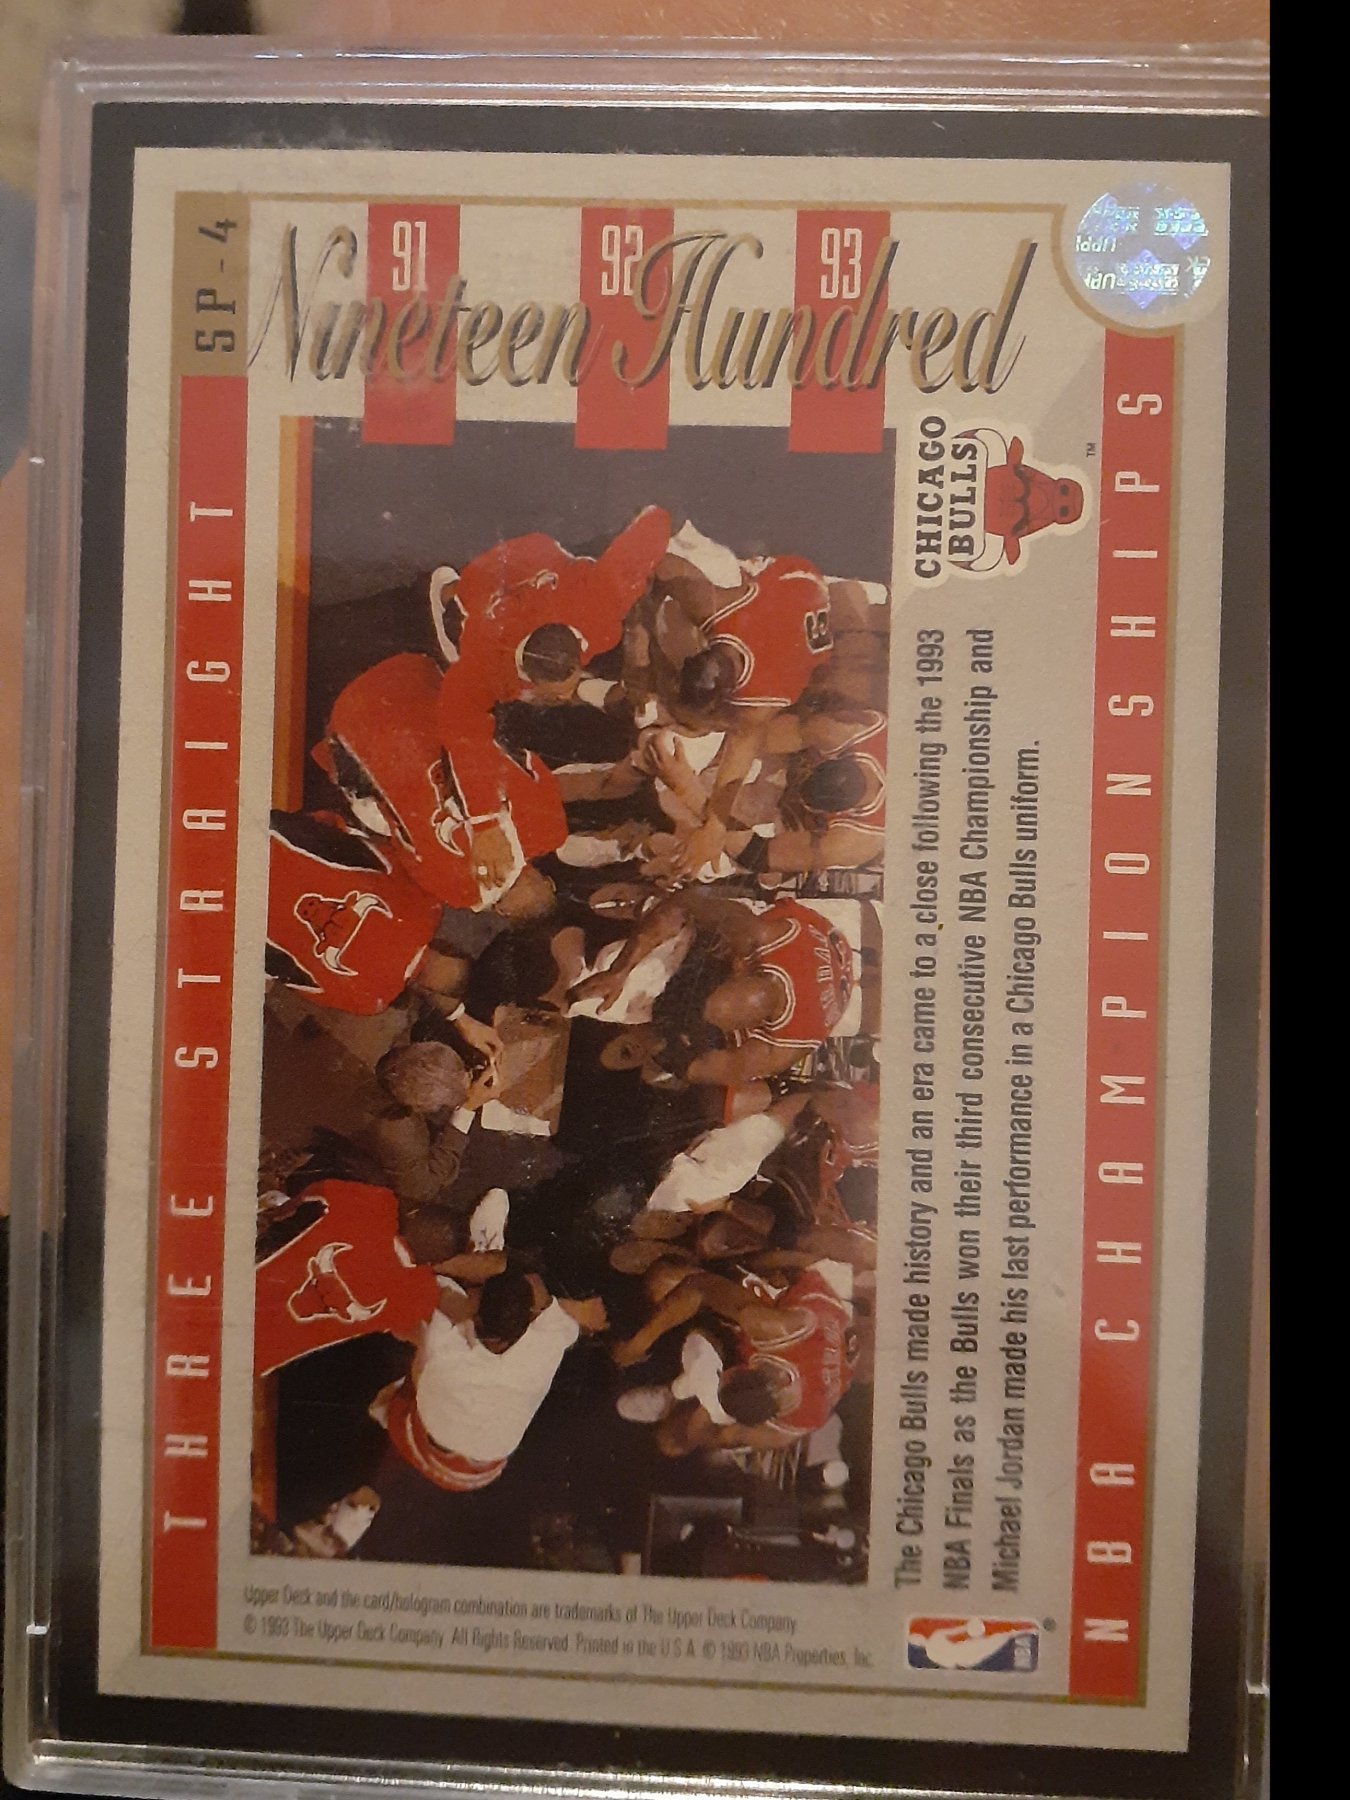 SP-4
THREE STRAIGHT
Nineteen Hundred
91
92
93
CHICAGO
BULLS
TM
The Chicago Bulls made history and an era came to a close following the 1993
NBA Finals as the Bulls won their third consecutive NBA Championship and
Michael Jordan made his last performance in a Chicago Bulls uniform.
NBA CHAMPIONSHIPS
Upper Deck and the card/hologram combination are trademarks of The Upper Deck Company
© 1993 The Upper Deck Company. All Rights Reserved. Printed in the U.S.A. © 1993 NBA Properties, Inc.
NBA
®